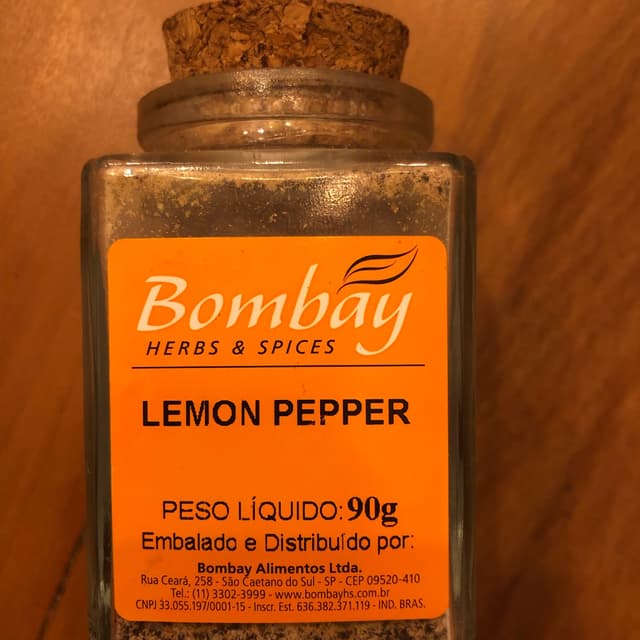 Bombay
HERBS & SPICES
LEMON PEPPER
PESO LÍQUIDO: 90g
Embalado e Distribuído por:
Bombay Alimentos Ltda.
Rua Ceará, 258 - São Caetano do Sul - SP - CEP 09520-410
Tel.: (11) 3302-3999 - www.bombayhs.com.br
CNPJ 33.055.197/0001-15 - Inscr. Est. 636.382.371.119 - IND. BRAS.